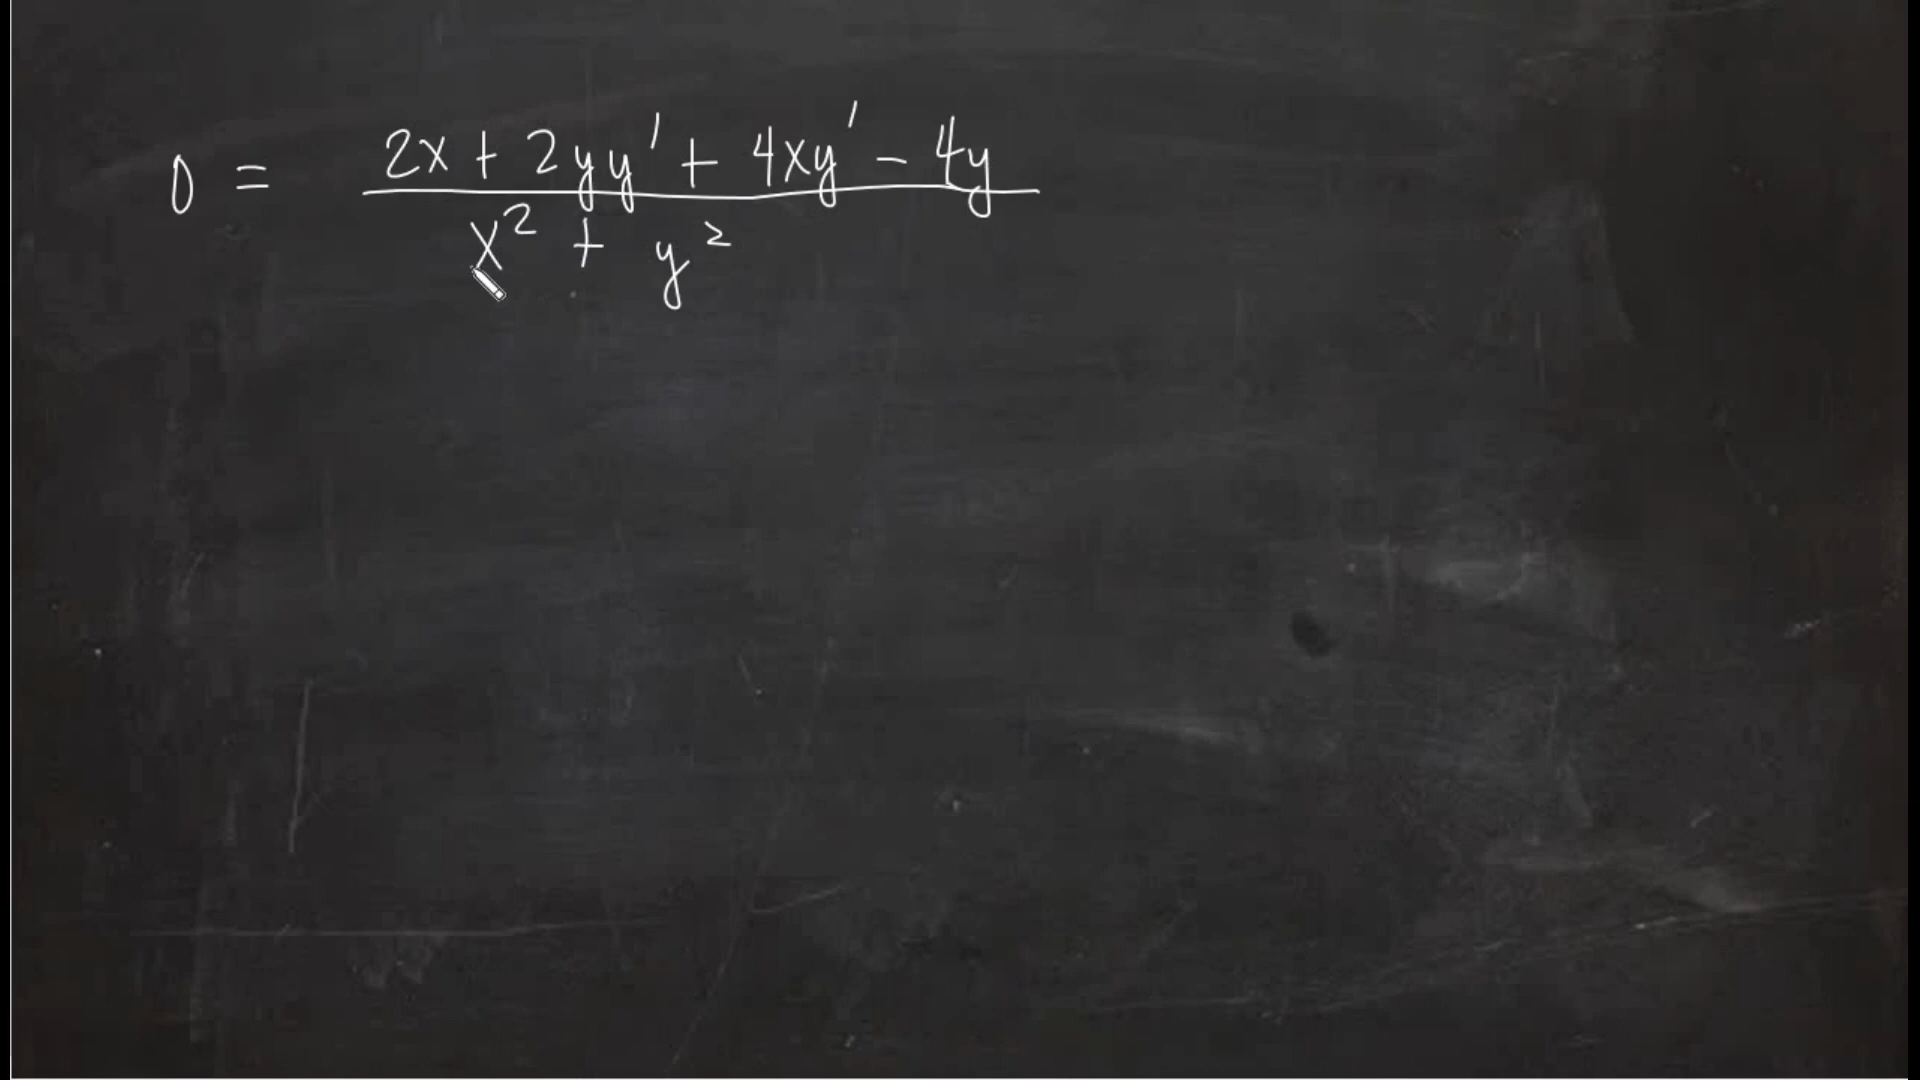 0 = 2x + 2yy' + 4xy' - 4y
x² + y²